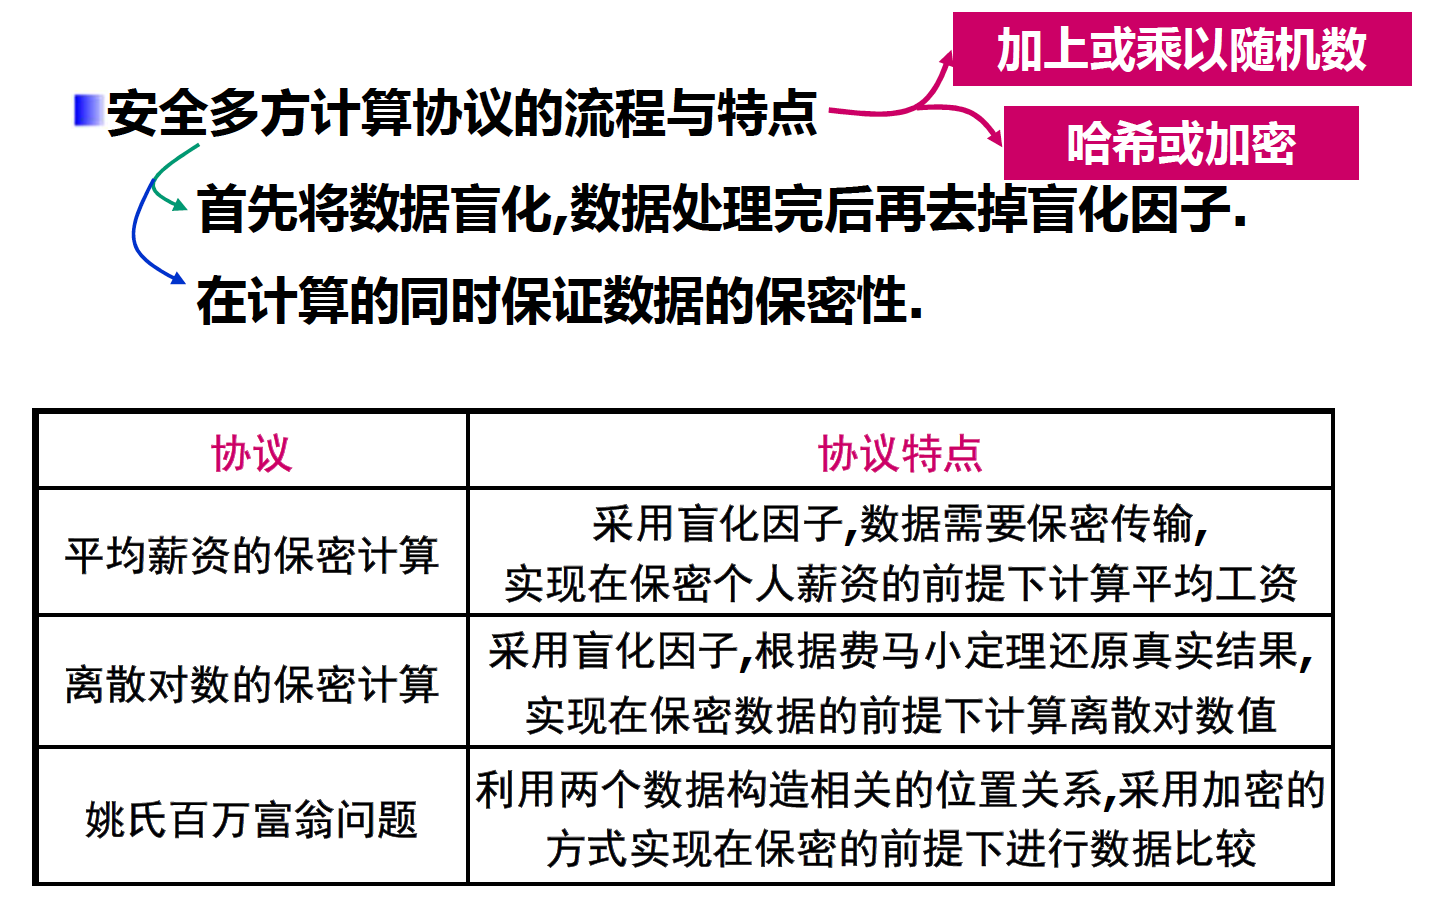 加上或乘以随机数
安全多方计算协议的流程与特点
哈希或加密
首先将数据盲化,数据处理完后再去掉盲化因子.
在计算的同时保证数据的保密性.
协议
协议特点
平均薪资的保密计算
采用盲化因子,数据需要保密传输,
实现在保密个人薪资的前提下计算平均工资
离散对数的保密计算
采用盲化因子,根据费马小定理还原真实结果,
实现在保密数据的前提下计算离散对数值
姚氏百万富翁问题
利用两个数据构造相关的位置关系,采用加密的
方式实现在保密的前提下进行数据比较